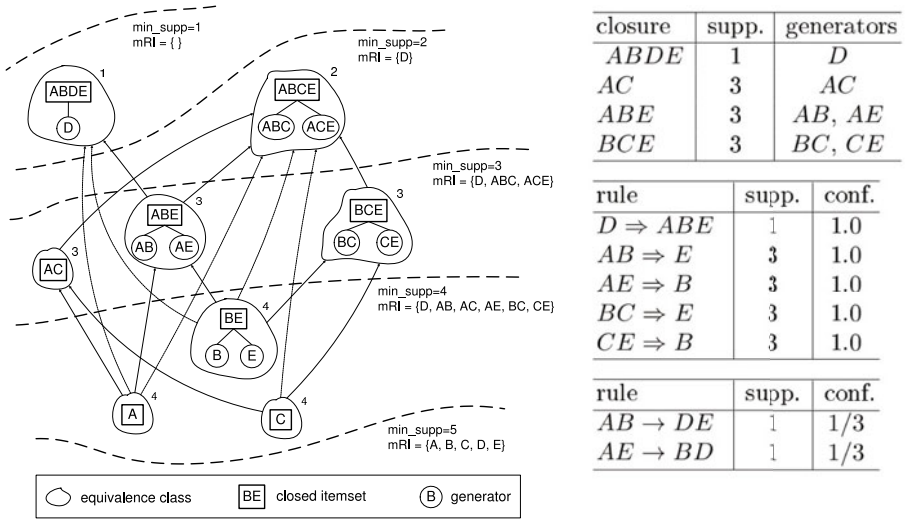 min_supp=1
mRI = { }
min_supp=2
mRI = {D}
1
ABDE
D
2
ABCE
ABC
ACE
min_supp=3
mRI = {D, ABC, ACE}
3
ABE
AB
AE
3
BCE
BC
CE
3
AC
min_supp=4
mRI = {D, AB, AC, AE, BC, CE}
4
BE
B
E
4
A
4
C
min_supp=5
mRI = {A, B, C, D, E}
equivalence class
BE closed itemset
B generator
closure supp. generators
ABDE 1 D
AC 3 AC
ABE 3 AB, AE
BCE 3 BC, CE
rule supp. conf.
D ⇒ ABE 1 1.0
AB ⇒ E 3 1.0
AE ⇒ B 3 1.0
BC ⇒ E 3 1.0
CE ⇒ B 3 1.0
rule supp. conf.
AB → DE 1 1/3
AE → BD 1 1/3